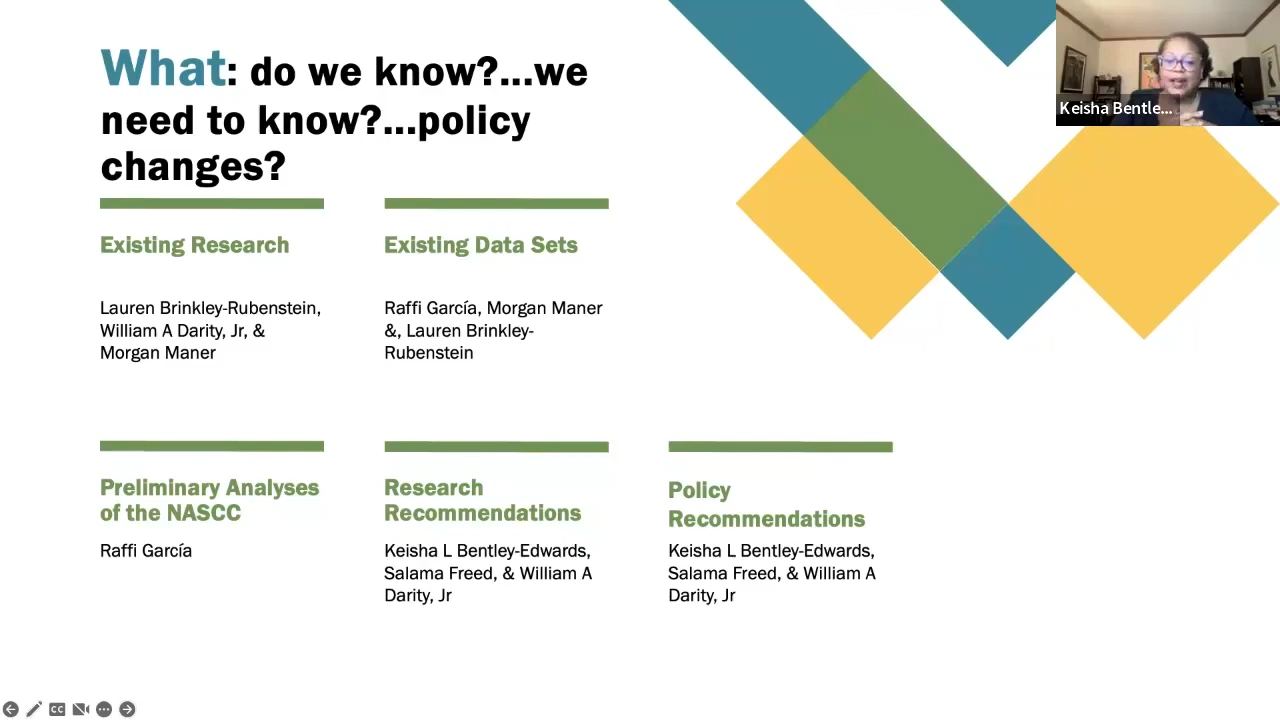 What: do we know?...we
need to know?...policy
changes?
Keisha Bentle...
Existing Research
Lauren Brinkley-Rubenstein,
William A Darity, Jr, &
Morgan Maner
Existing Data Sets
Raffi García, Morgan Maner
&, Lauren Brinkley-
Rubenstein
Preliminary Analyses
of the NASCC
Raffi García
Research
Recommendations
Keisha L Bentley-Edwards,
Salama Freed, & William A
Darity, Jr
Policy
Recommendations
Keisha L Bentley-Edwards,
Salama Freed, & William A
Darity, Jr
CC